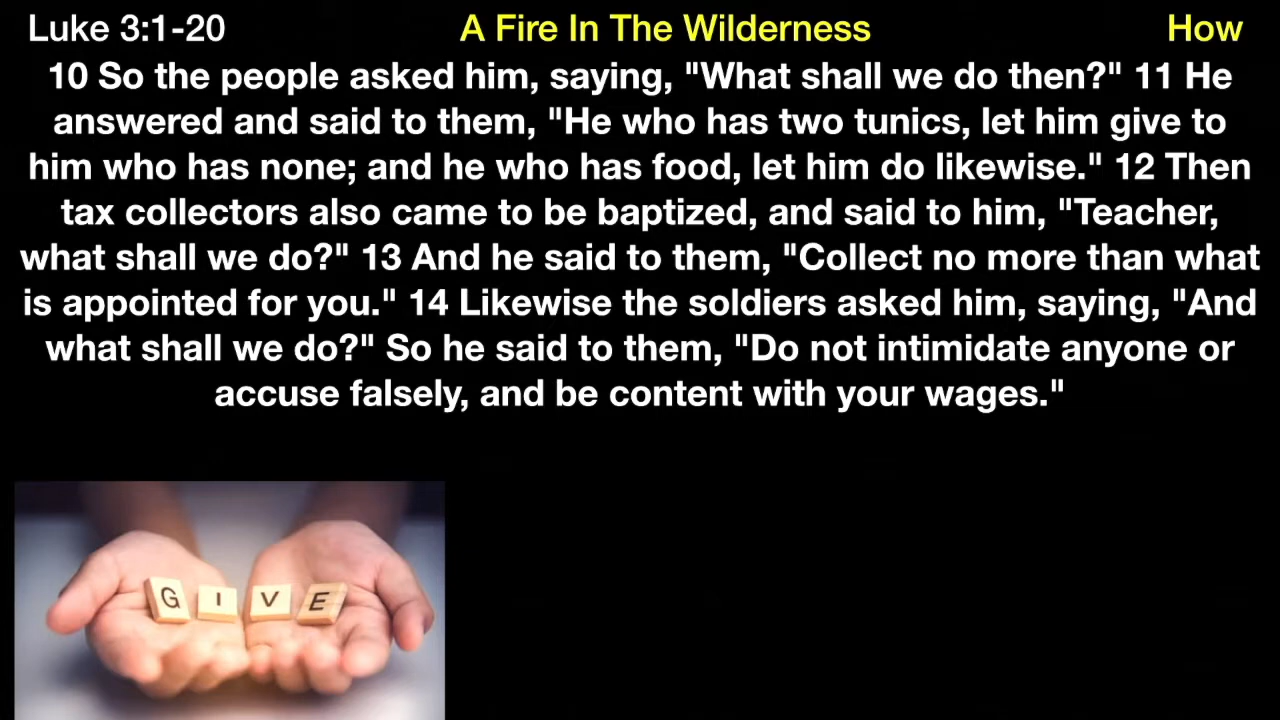 Luke 3:1-20 A Fire In The Wilderness How
10 So the people asked him, saying, "What shall we do then?" 11 He
answered and said to them, "He who has two tunics, let him give to
him who has none; and he who has food, let him do likewise." 12 Then
tax collectors also came to be baptized, and said to him, "Teacher,
what shall we do?" 13 And he said to them, "Collect no more than what
is appointed for you." 14 Likewise the soldiers asked him, saying, "And
what shall we do?" So he said to them, "Do not intimidate anyone or
accuse falsely, and be content with your wages."
GIVE